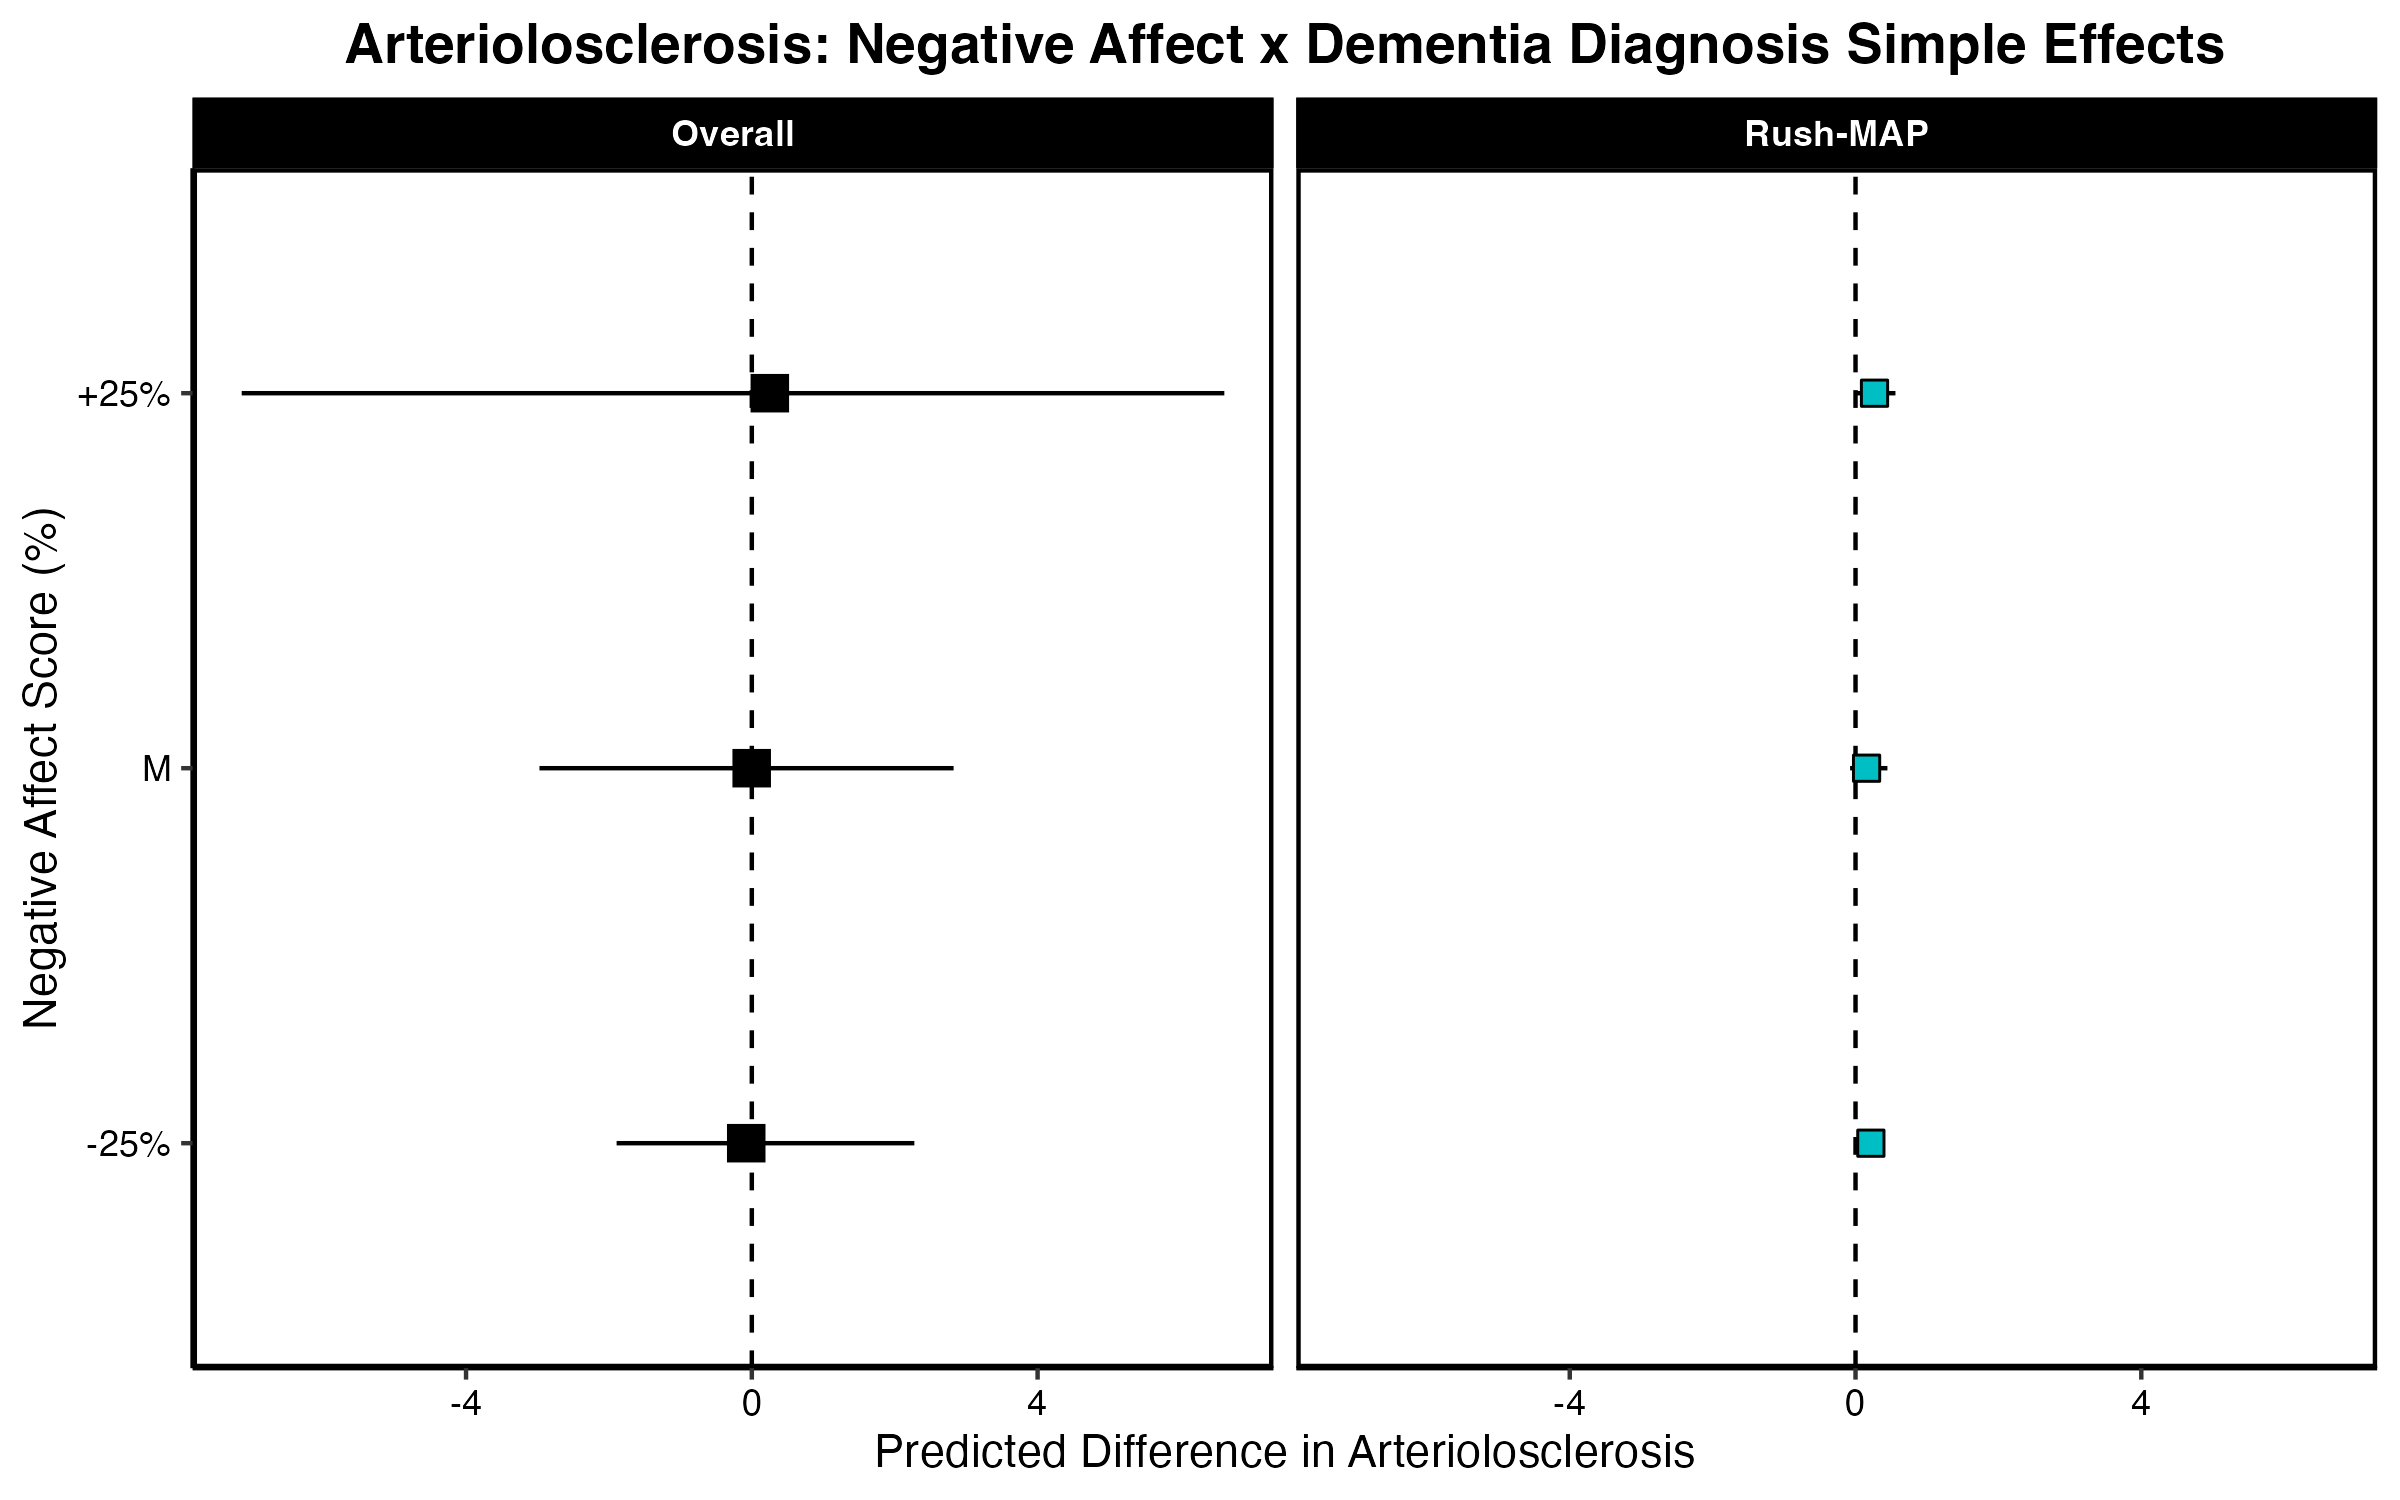 Arteriolosclerosis: Negative Affect x Dementia Diagnosis Simple Effects
Overall
Rush-MAP
Negative Affect Score (%)
+25%
M
-25%
-4 0 4
-4 0 4
Predicted Difference in Arteriolosclerosis